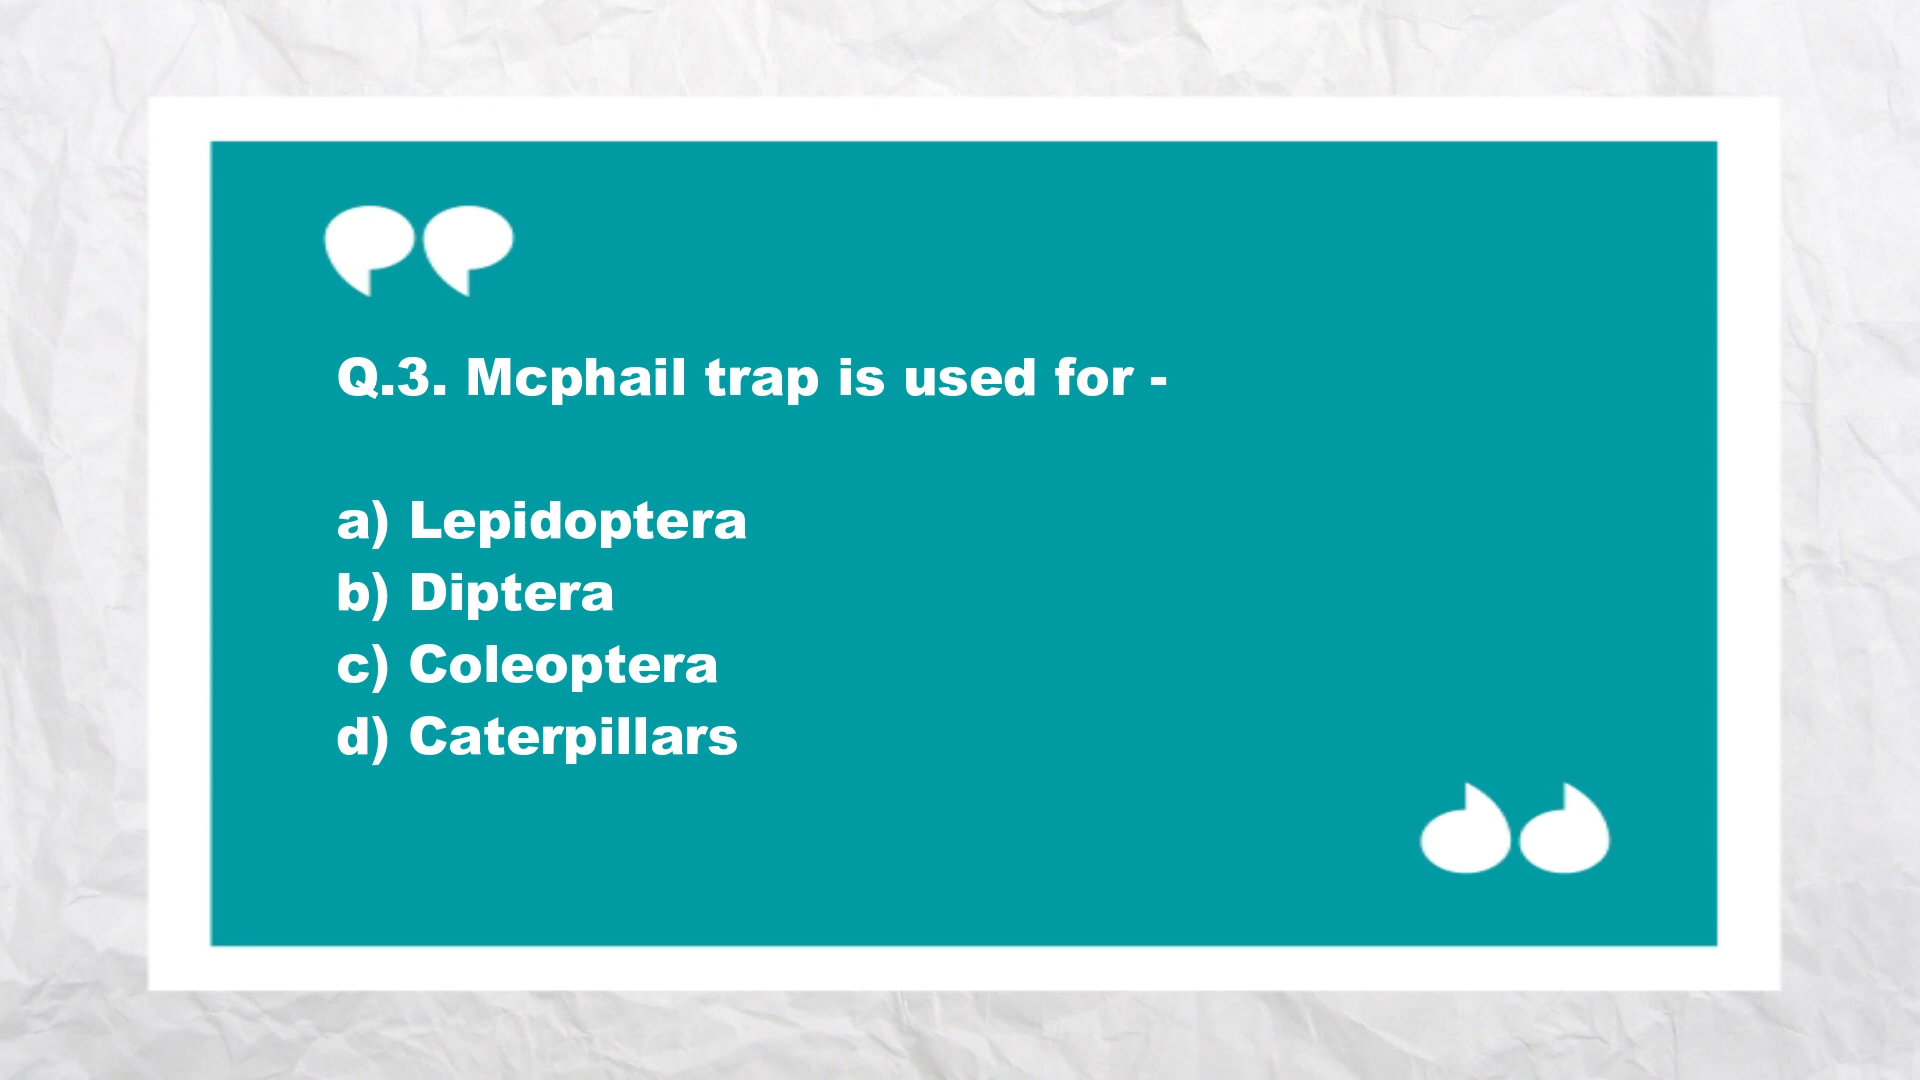 Q.3. Mcphail trap is used for -
a) Lepidoptera
b) Diptera
c) Coleoptera
d) Caterpillars